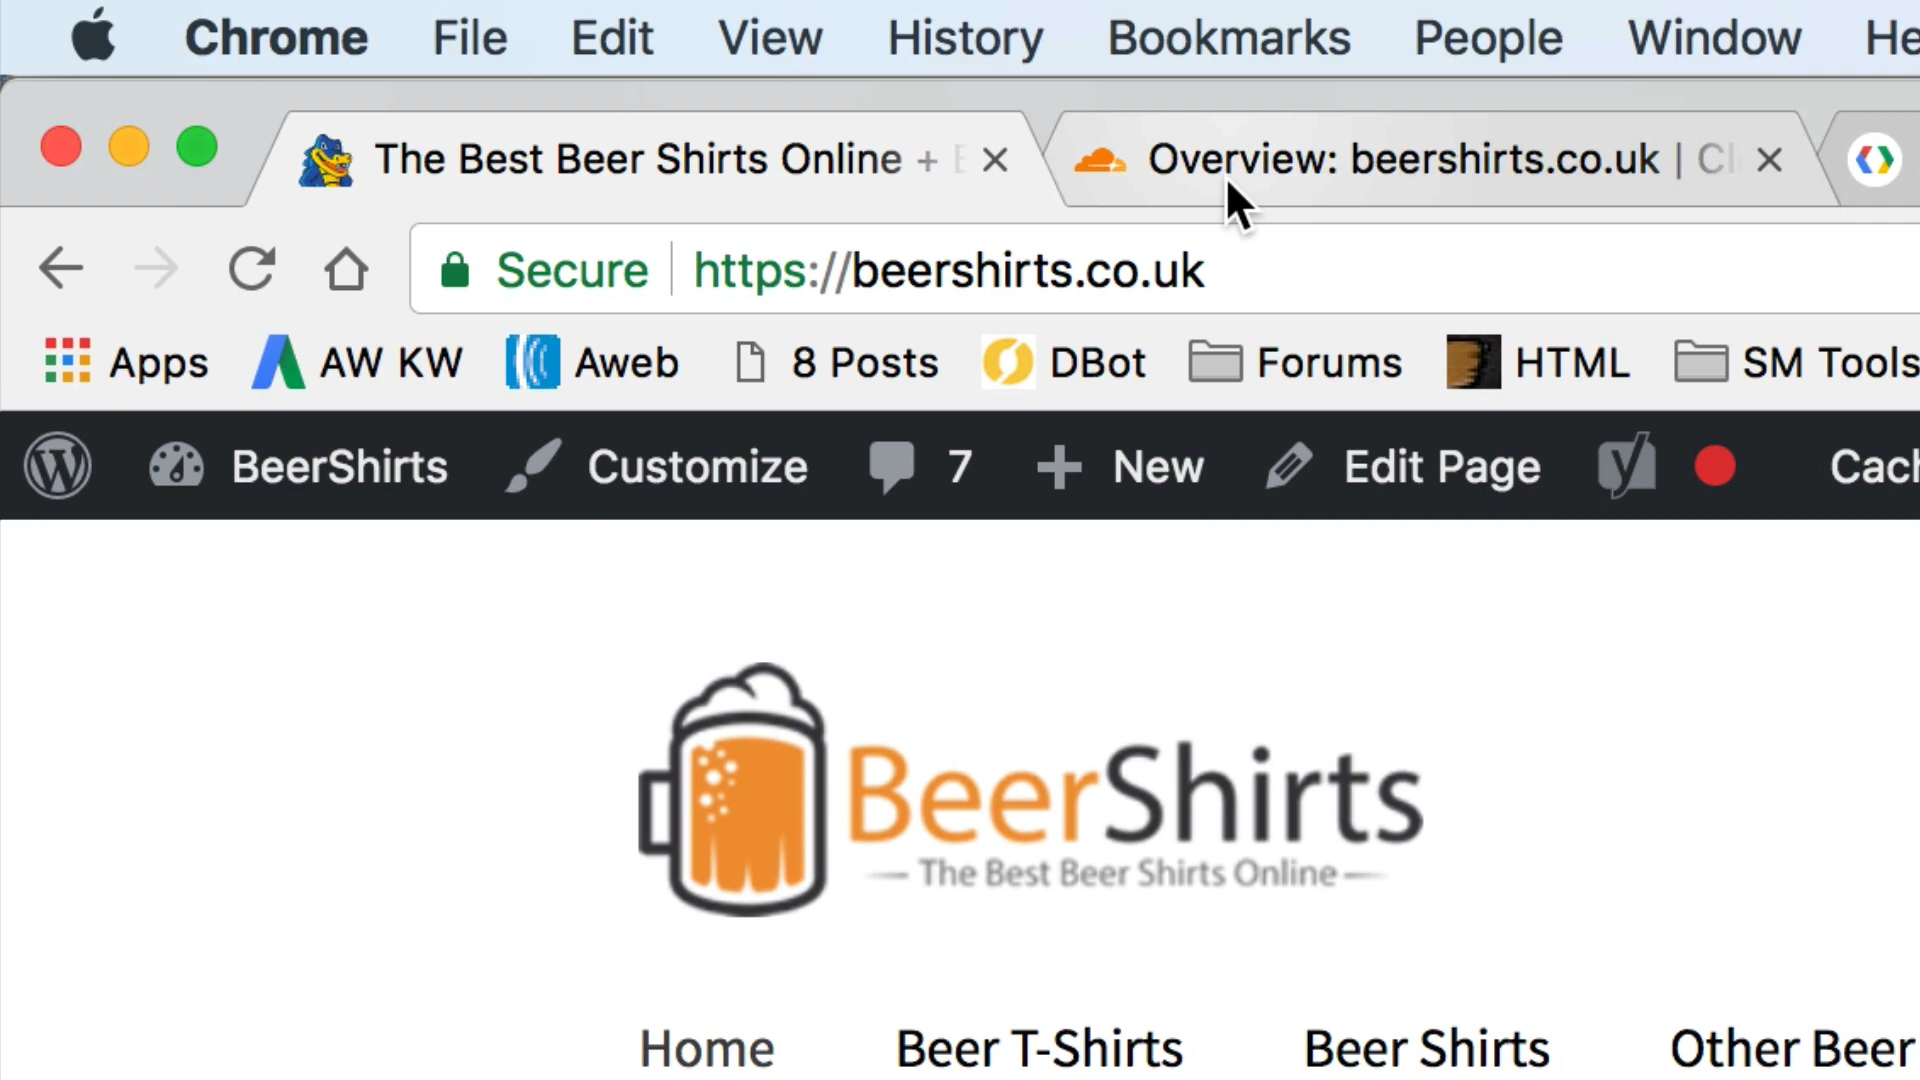 Chrome File Edit View History Bookmarks People Window He
The Best Beer Shirts Online + Overview: beershirts.co.uk | Cl
Secure https://beershirts.co.uk
Apps AW KW Aweb 8 Posts DBot Forums HTML SM Tools
BeerShirts Customize 7 New Edit Page Cach
BeerShirts
The Best Beer Shirts Online
Home Beer T-Shirts Beer Shirts Other Beer